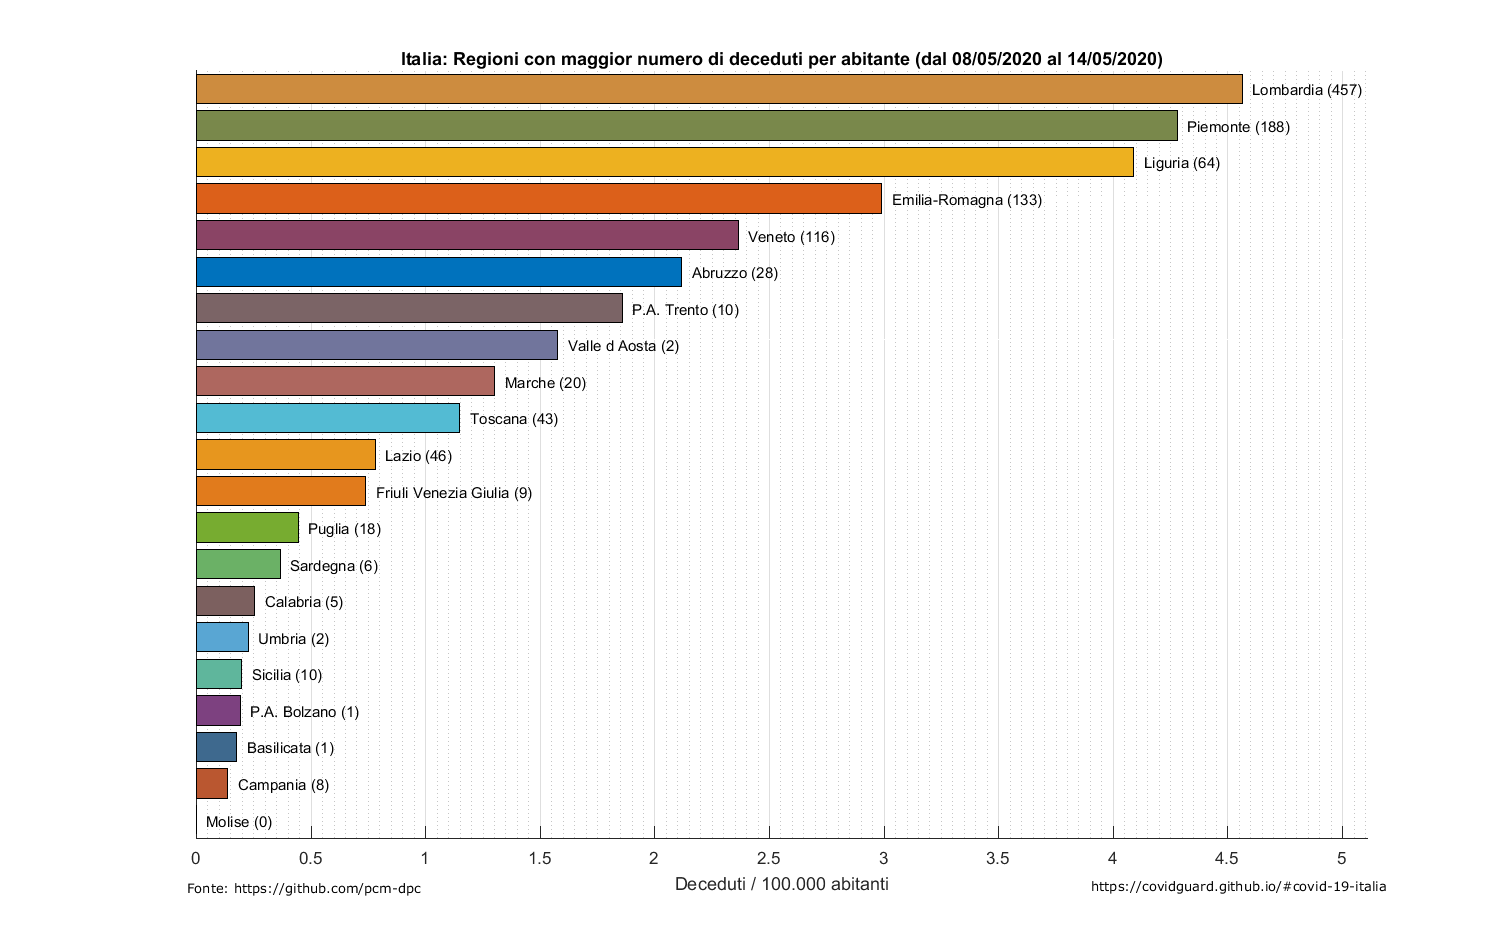 Italia: Regioni con maggior numero di deceduti per abitante (dal 08/05/2020 al 14/05/2020)
Lombardia (457)
Piemonte (188)
Liguria (64)
Emilia-Romagna (133)
Veneto (116)
Abruzzo (28)
P.A. Trento (10)
Valle d Aosta (2)
Marche (20)
Toscana (43)
Lazio (46)
Friuli Venezia Giulia (9)
Puglia (18)
Sardegna (6)
Calabria (5)
Umbria (2)
Sicilia (10)
P.A. Bolzano (1)
Basilicata (1)
Campania (8)
Molise (0)
0 0.5 1 1.5 2 2.5 3 3.5 4 4.5 5
Deceduti / 100.000 abitanti
Fonte: https://github.com/pcm-dpc
https://covidguard.github.io/#covid-19-italia